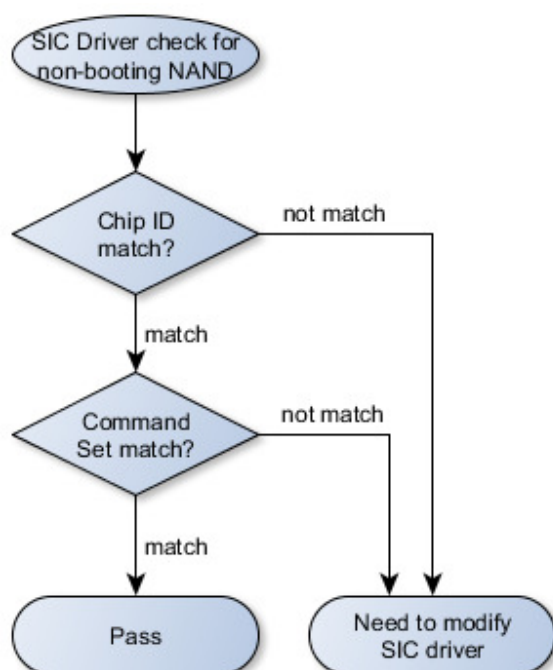 SIC Driver check for
non-booting NAND
Chip ID
match?
not match
match
Command
Set match?
not match
match
Pass
Need to modify
SIC driver